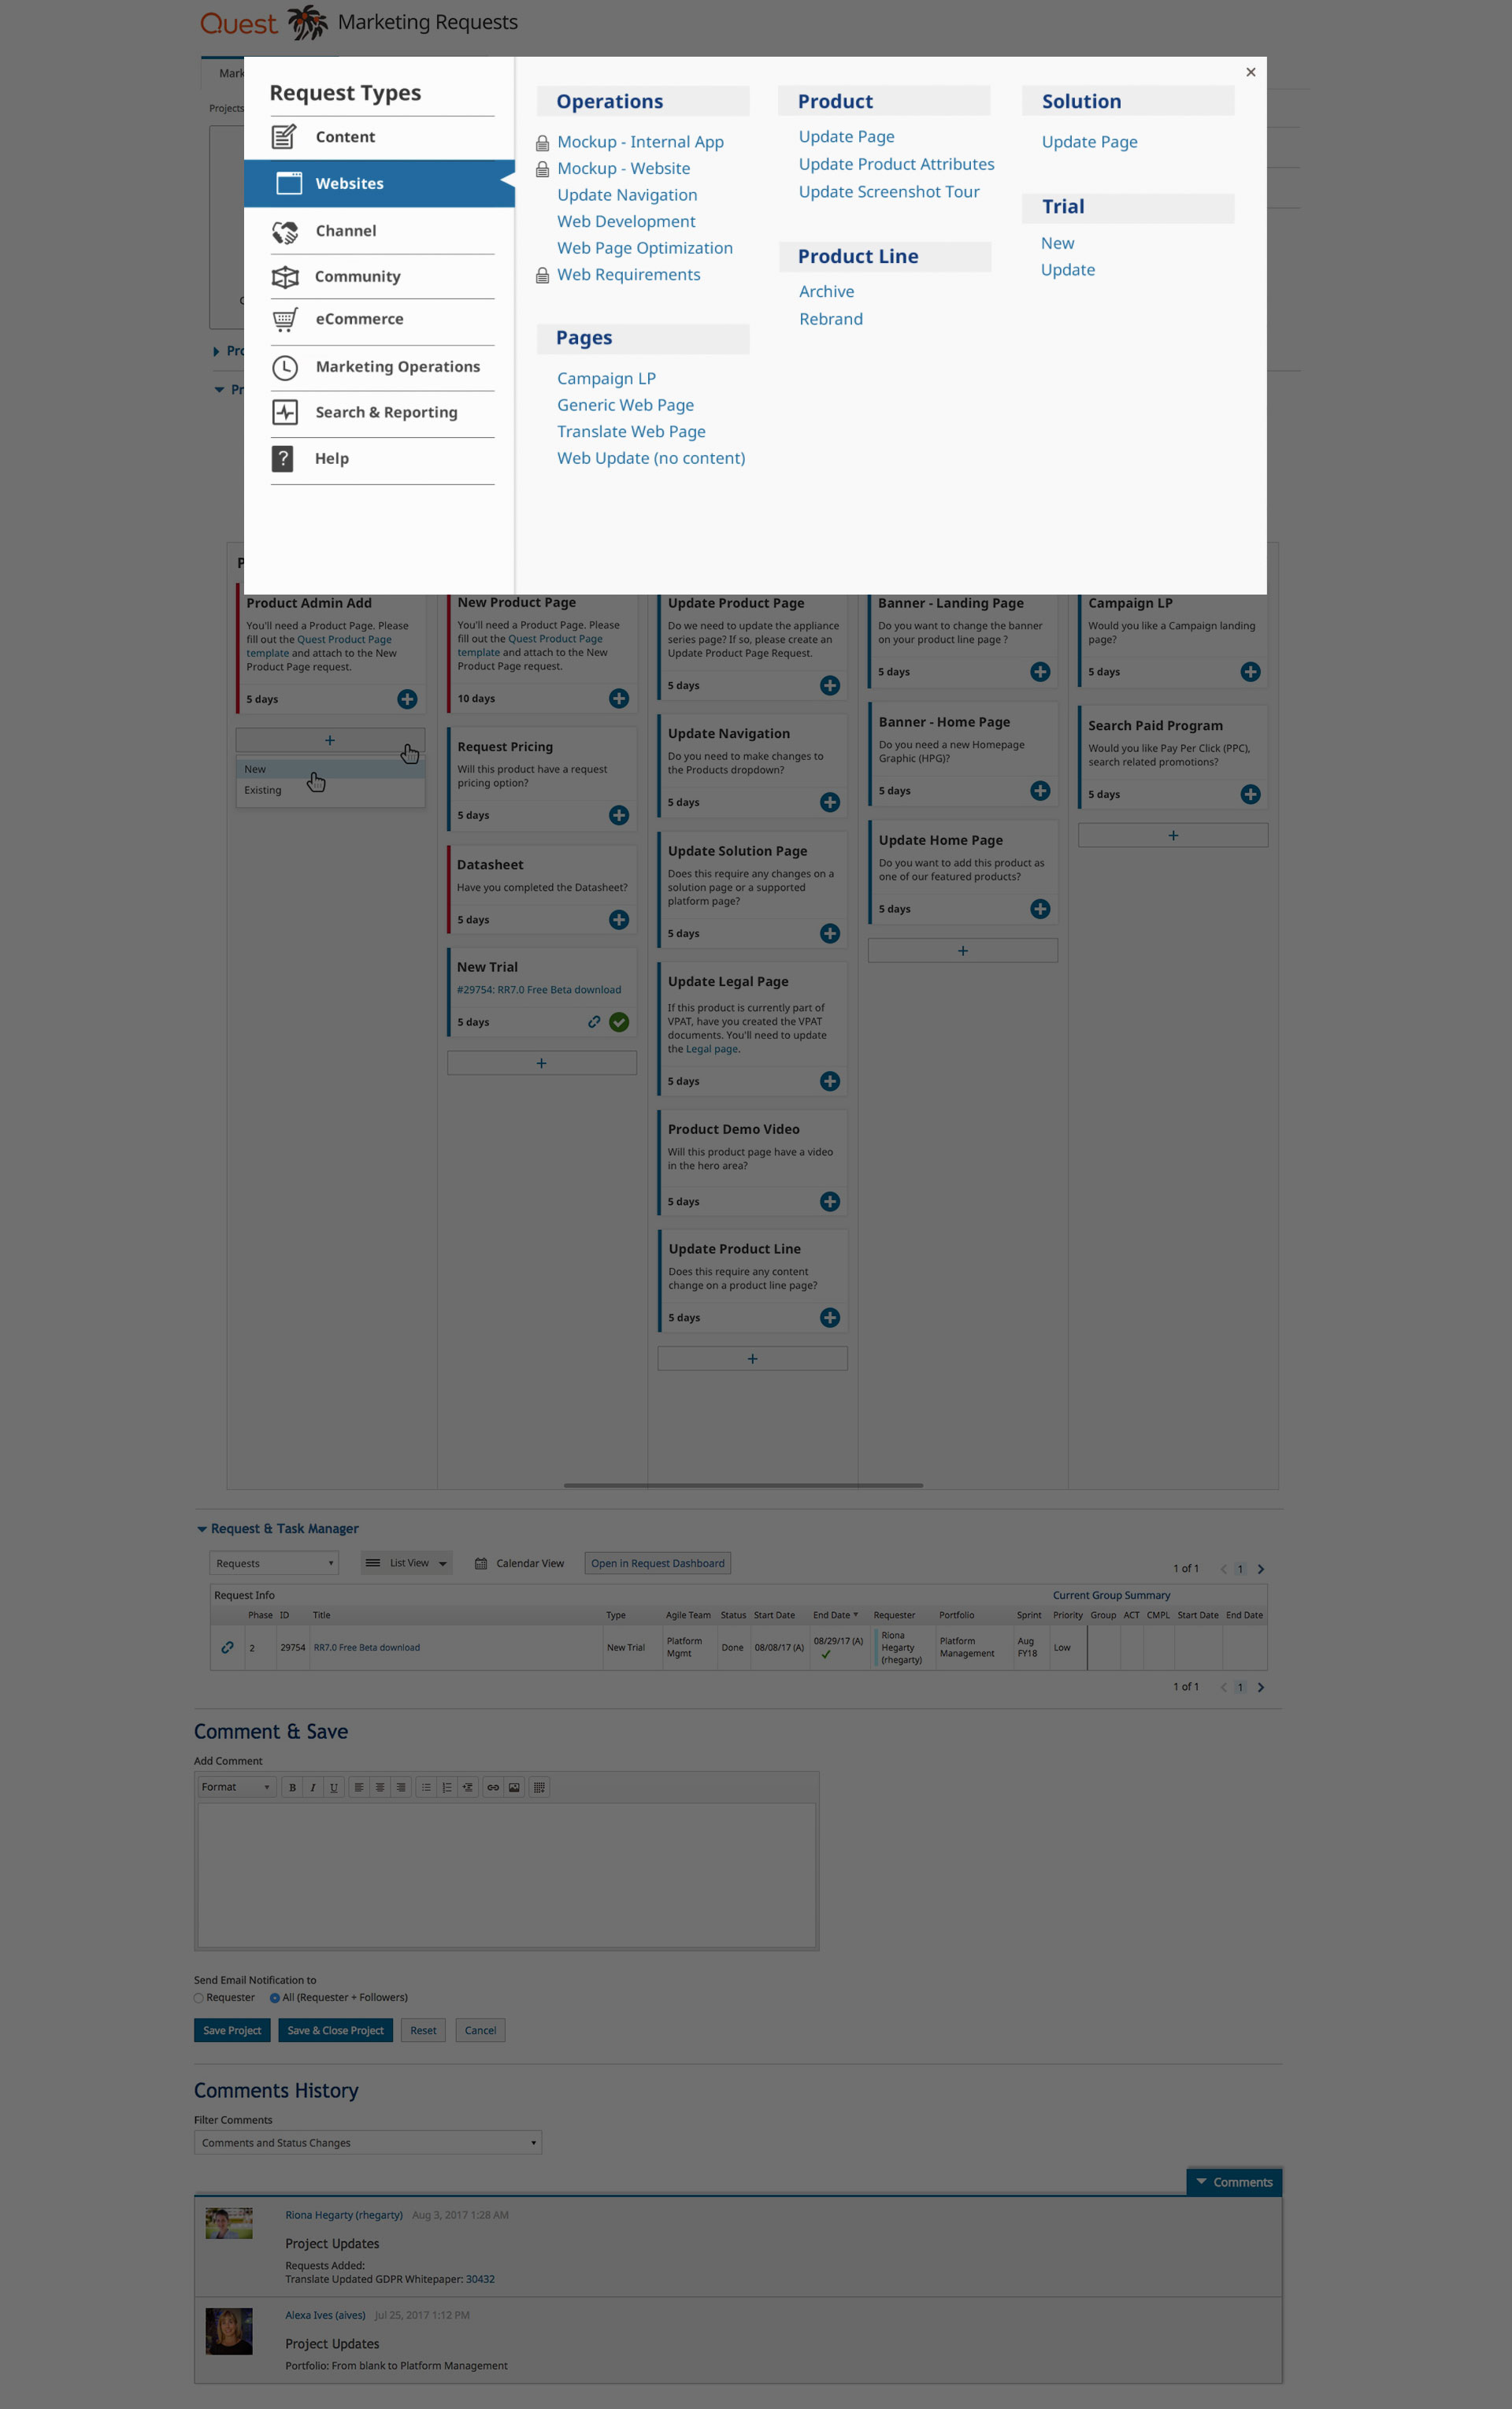 Quest Marketing Requests
Mark
Projects
Pro
Pr
P
Request Types
Content
Websites
Channel
Community
eCommerce
Marketing Operations
Search & Reporting
? Help
×
Operations
Mockup - Internal App
Mockup - Website
Update Navigation
Web Development
Web Page Optimization
Web Requirements
Pages
Campaign LP
Generic Web Page
Translate Web Page
Web Update (no content)
Product
Update Page
Update Product Attributes
Update Screenshot Tour
Product Line
Archive
Rebrand
Solution
Update Page
Trial
New
Update
Product Admin Add
You'll need a Product Page. Please
fill out the Quest Product Page
template and attach to the New
Product Page request.
5 days
+
New
Existing
New Product Page
You'll need a Product Page. Please
fill out the Quest Product Page
template and attach to the New
Product Page request.
10 days
Request Pricing
Will this product have a request
pricing option?
5 days
Datasheet
Have you completed the Datasheet?
5 days
New Trial
#29754: RR7.0 Free Beta download
5 days
+
Update Product Page
Do we need to update the appliance
series page? If so, please create an
Update Product Page Request.
5 days
Update Navigation
Do you need to make changes to
the Products dropdown?
5 days
Update Solution Page
Does this require any changes on a
solution page or a supported
platform page?
5 days
Update Legal Page
If this product is currently part of
VPAT, have you created the VPAT
documents. You'll need to update
the Legal page.
5 days
Product Demo Video
Will this product page have a video
in the hero area?
5 days
Update Product Line
Does this require any content
change on a product line page?
5 days
+
Banner - Landing Page
Do you want to change the banner
on your product line page ?
5 days
Banner - Home Page
Do you need a new Homepage
Graphic (HPG)?
5 days
Update Home Page
Do you want to add this product as
one of our featured products?
5 days
+
Campaign LP
Would you like a Campaign landing
page?
5 days
Search Paid Program
Would you like Pay Per Click (PPC),
search related promotions?
5 days
+
Request & Task Manager
Requests List View Calendar View Open in Request Dashboard 1 of 1 < 1 >
Request Info Current Group Summary
Phase ID Title Type Agile Team Status Start Date End Date Requester Portfolio Sprint Priority Group ACT CMPL Start Date End Date
2 29754 RR7.0 Free Beta download New Trial Platform Mgmt Done 08/08/17 (A) 08/29/17 (A) Riona Hegarty (rhegarty) Platform Management Aug FY18 Low
1 of 1 < 1 >
Comment & Save
Add Comment
Format B I U
Send Email Notification to
Requester All (Requester + Followers)
Save Project Save & Close Project Reset Cancel
Comments History
Filter Comments
Comments and Status Changes
Comments
Riona Hegarty (rhegarty) Aug 3, 2017 1:28 AM
Project Updates
Requests Added:
Translate Updated GDPR Whitepaper: 30432
Alexa Ives (aives) Jul 25, 2017 1:12 PM
Project Updates
Portfolio: From blank to Platform Management